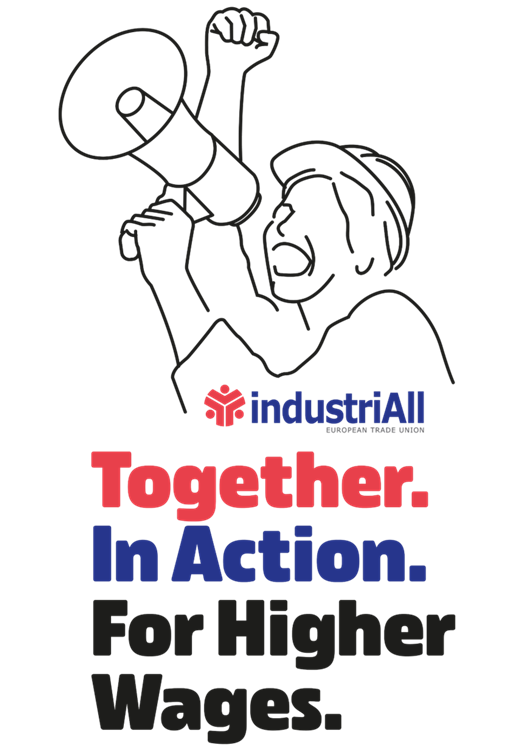 industriAll
EUROPEAN TRADE UNION
Together.
In Action.
For Higher
Wages.